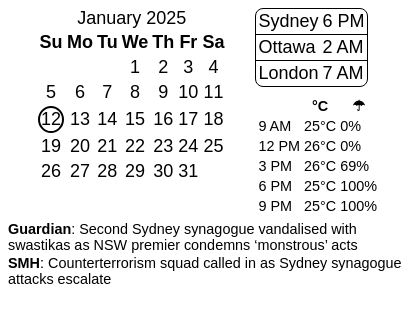 January 2025
Su Mo Tu We Th Fr Sa
1 2 3 4
5 6 7 8 9 10 11
12 13 14 15 16 17 18
19 20 21 22 23 24 25
26 27 28 29 30 31
Sydney 6 PM
Ottawa 2 AM
London 7 AM
°C ☂
9 AM 25°C 0%
12 PM 26°C 0%
3 PM 26°C 69%
6 PM 25°C 100%
9 PM 25°C 100%
Guardian: Second Sydney synagogue vandalised with
swastikas as NSW premier condemns ‘monstrous’ acts
SMH: Counterterrorism squad called in as Sydney synagogue
attacks escalate